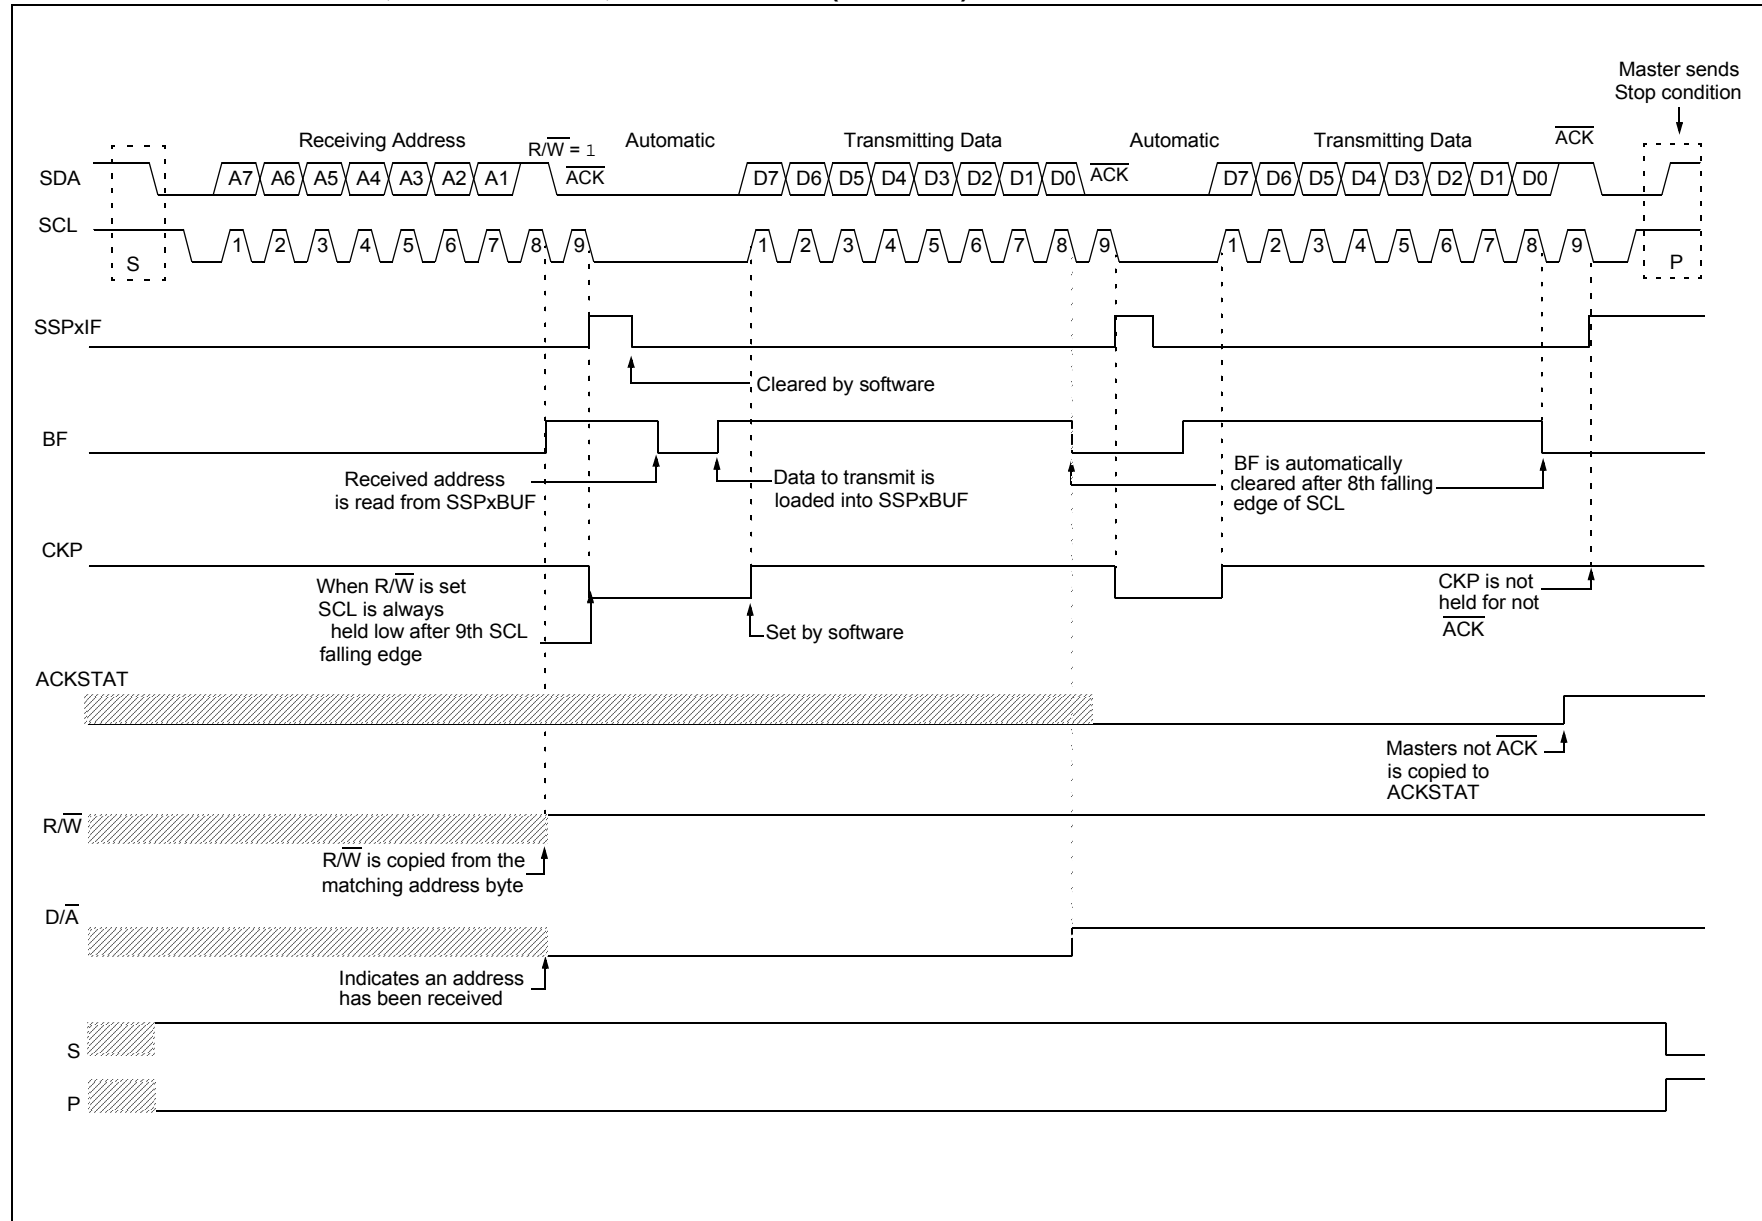 Master sends
Stop condition
Receiving Address
R/W̅ = 1
Automatic
Transmitting Data
Automatic
Transmitting Data
A̅C̅K̅
SDA
A7 A6 A5 A4 A3 A2 A1
A̅C̅K̅
D7 D6 D5 D4 D3 D2 D1 D0
A̅C̅K̅
D7 D6 D5 D4 D3 D2 D1 D0
SCL
S
1 2 3 4 5 6 7 8 9
1 2 3 4 5 6 7 8 9
1 2 3 4 5 6 7 8 9
P
SSPxIF
Cleared by software
BF
Received address
is read from SSPxBUF
Data to transmit is
loaded into SSPxBUF
BF is automatically
cleared after 8th falling
edge of SCL
CKP
When R/W̅ is set
SCL is always
held low after 9th SCL
falling edge
Set by software
CKP is not
held for not
A̅C̅K̅
ACKSTAT
Masters not A̅C̅K̅
is copied to
ACKSTAT
R/W̅
R/W̅ is copied from the
matching address byte
D/A̅
Indicates an address
has been received
S
P